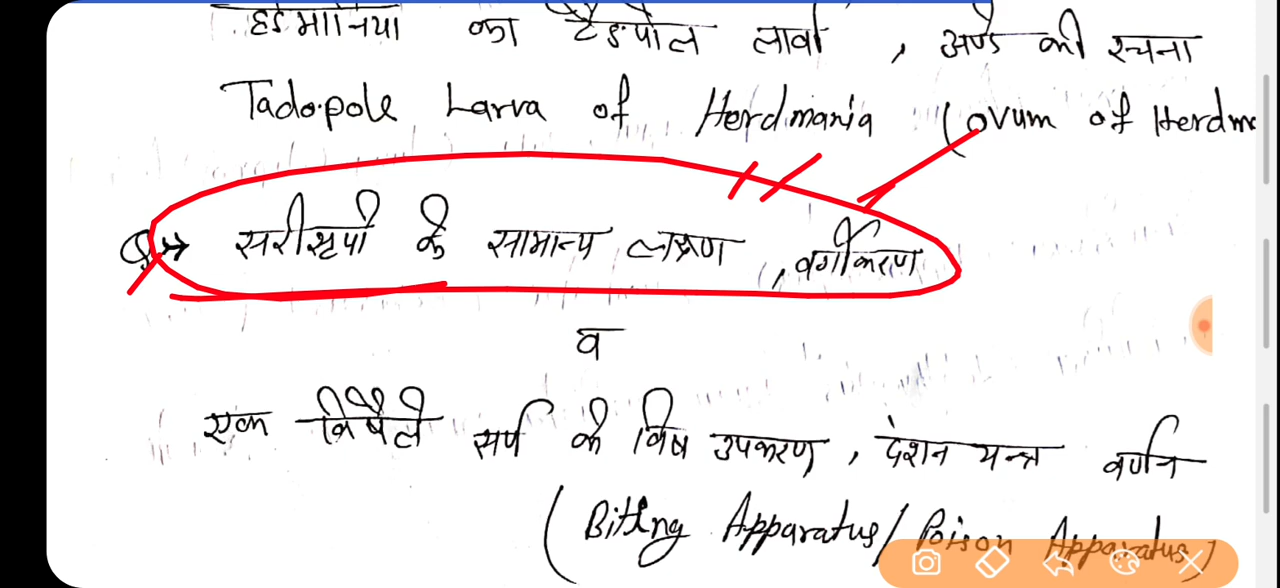 हर्डमानिया का टैडपोल लार्वा , अण्डे की रचना
Tadopole Larva of Herdmania (Ovum of Herdm
Q→ सरीसृपों के सामान्य लक्षण , वर्गीकरण
व
एक विषैले सर्प के विष उपकरण , दंशन यन्त्र वर्णन
(Biting Apparatus/Poison Apparatus)